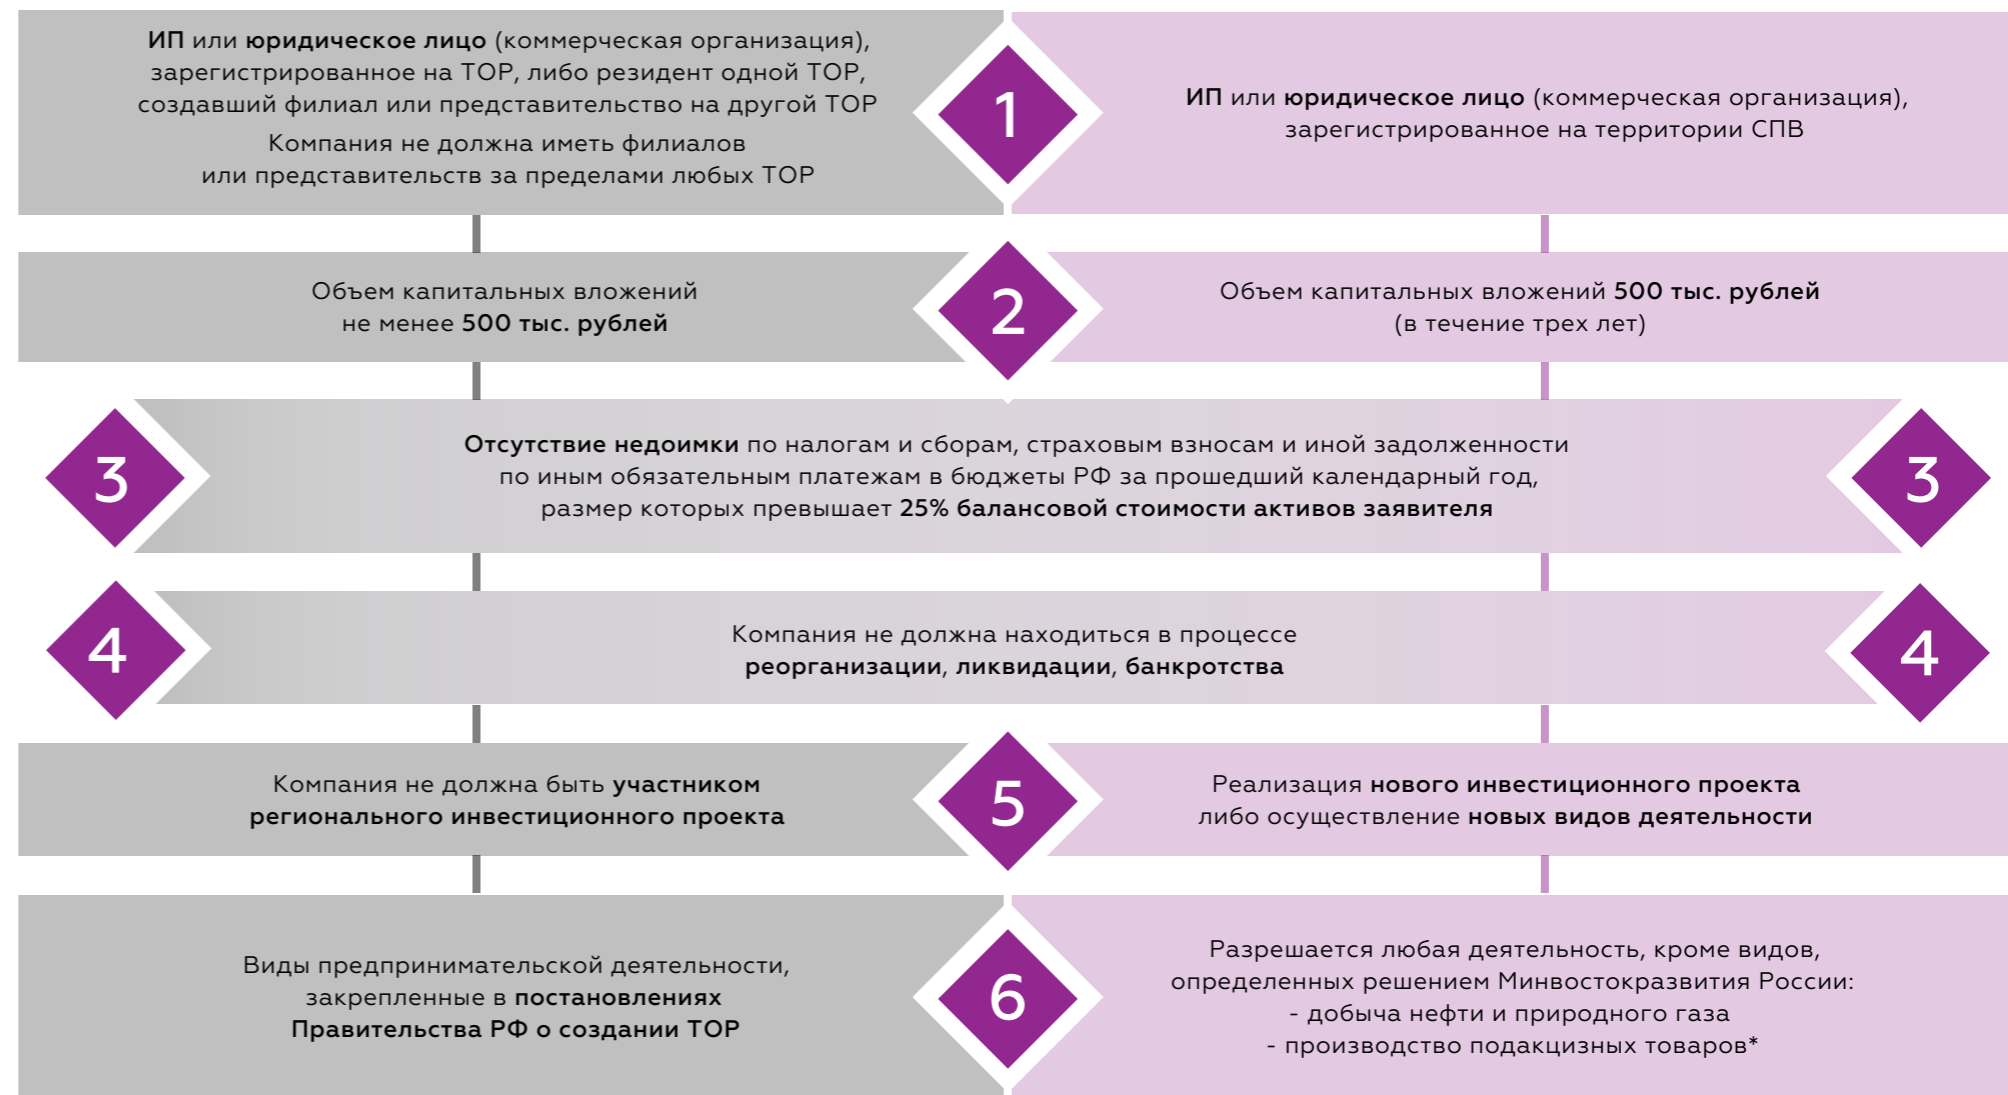 ИП или юридическое лицо (коммерческая организация),
зарегистрированное на ТОР, либо резидент одной ТОР,
создавший филиал или представительство на другой ТОР
Компания не должна иметь филиалов
или представительств за пределами любых ТОР
1
ИП или юридическое лицо (коммерческая организация),
зарегистрированное на территории СПВ
Объем капитальных вложений
не менее 500 тыс. рублей
2
Объем капитальных вложений 500 тыс. рублей
(в течение трех лет)
3
Отсутствие недоимки по налогам и сборам, страховым взносам и иной задолженности
по иным обязательным платежам в бюджеты РФ за прошедший календарный год,
размер которых превышает 25% балансовой стоимости активов заявителя
3
4
Компания не должна находиться в процессе
реорганизации, ликвидации, банкротства
4
Компания не должна быть участником
регионального инвестиционного проекта
5
Реализация нового инвестиционного проекта
либо осуществление новых видов деятельности
Виды предпринимательской деятельности,
закрепленные в постановлениях
Правительства РФ о создании ТОР
6
Разрешается любая деятельность, кроме видов,
определенных решением Минвостокразвития России:
- добыча нефти и природного газа
- производство подакцизных товаров*